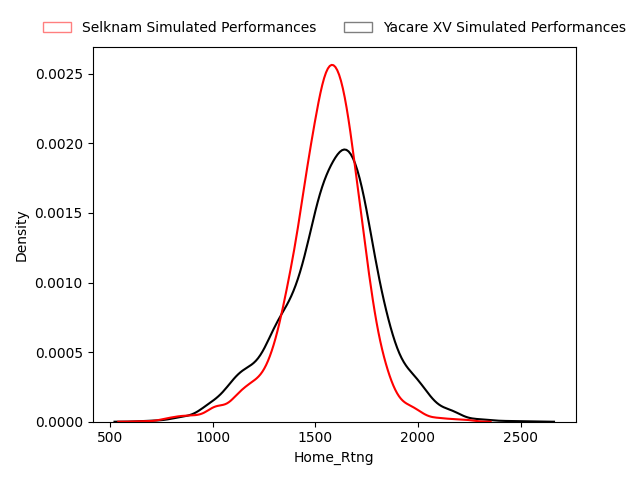 Selknam Simulated Performances Yacare XV Simulated Performances
0.0025
0.0020
0.0015
0.0010
0.0005
0.0000
Density
500 1000 1500 2000 2500
Home_Rtng